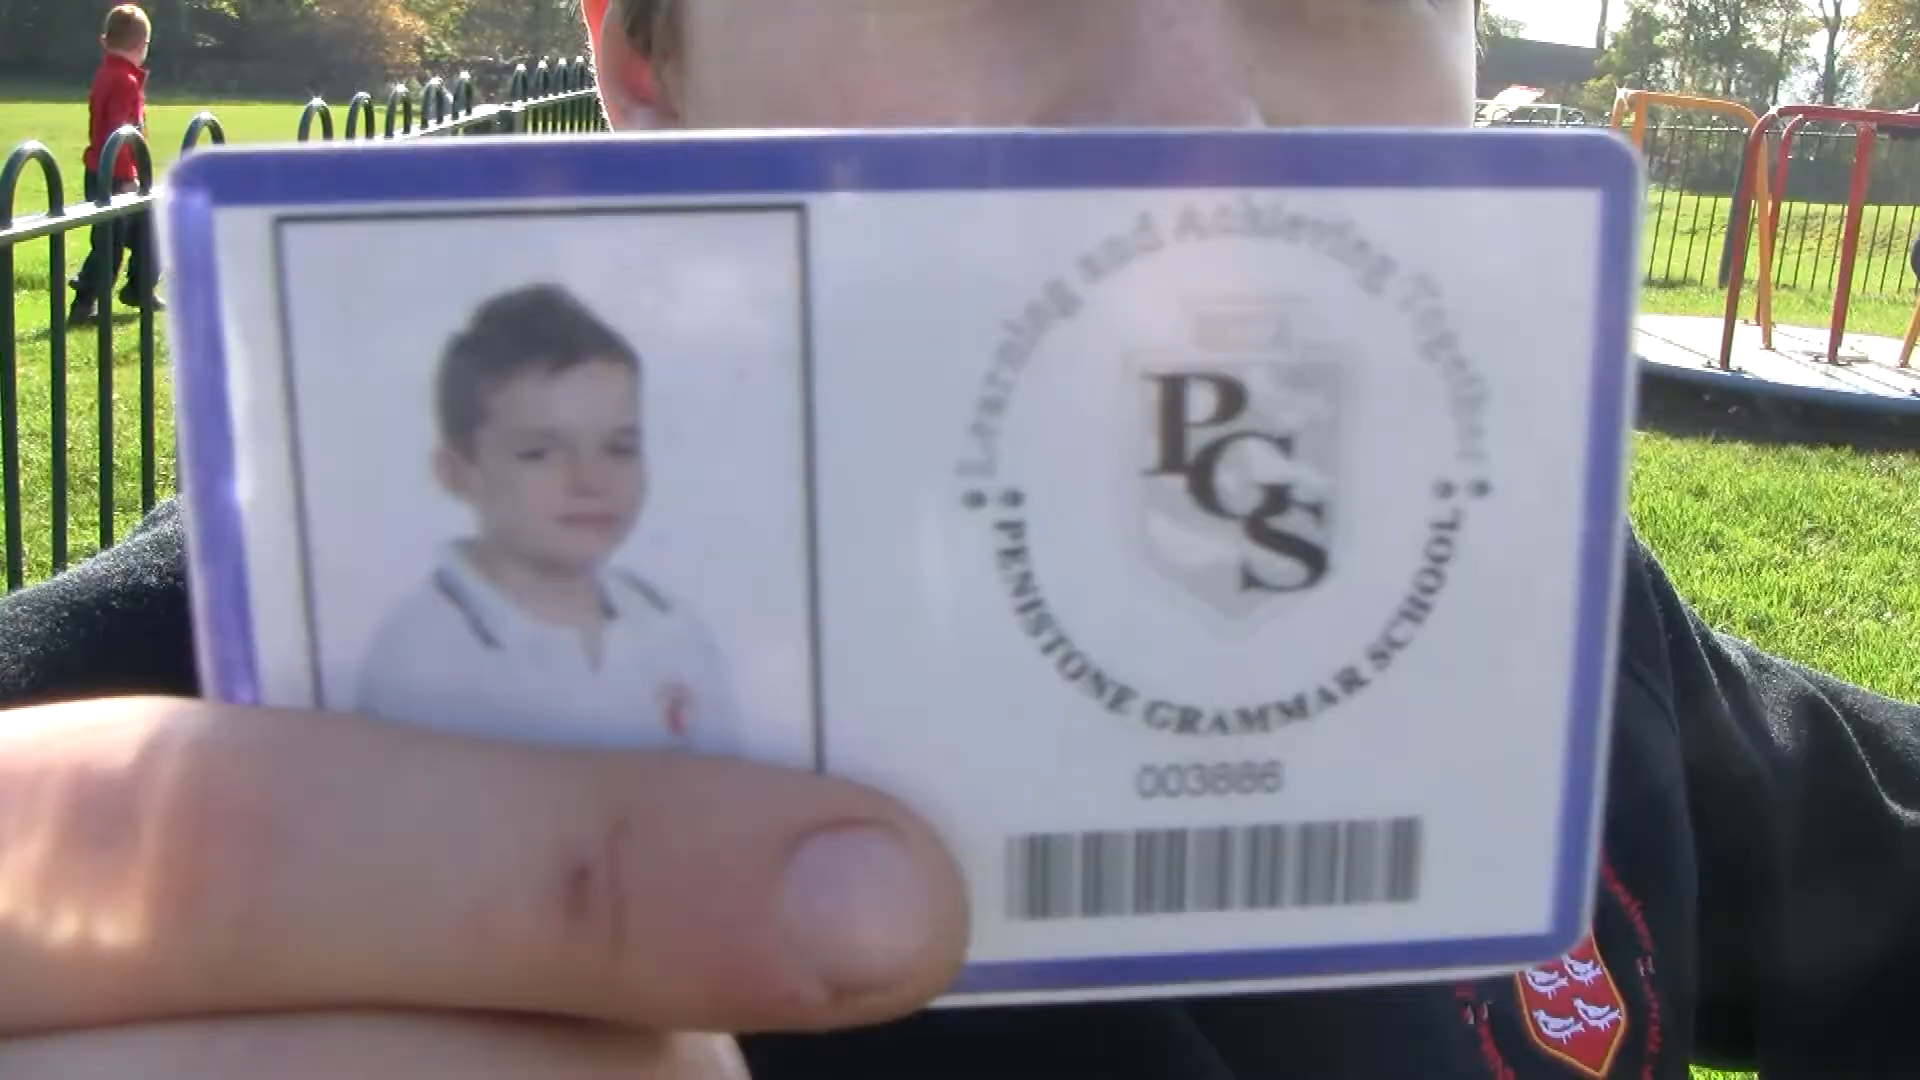 Learning and Achieving Together
PGS
PENISTONE GRAMMAR SCHOOL
003886